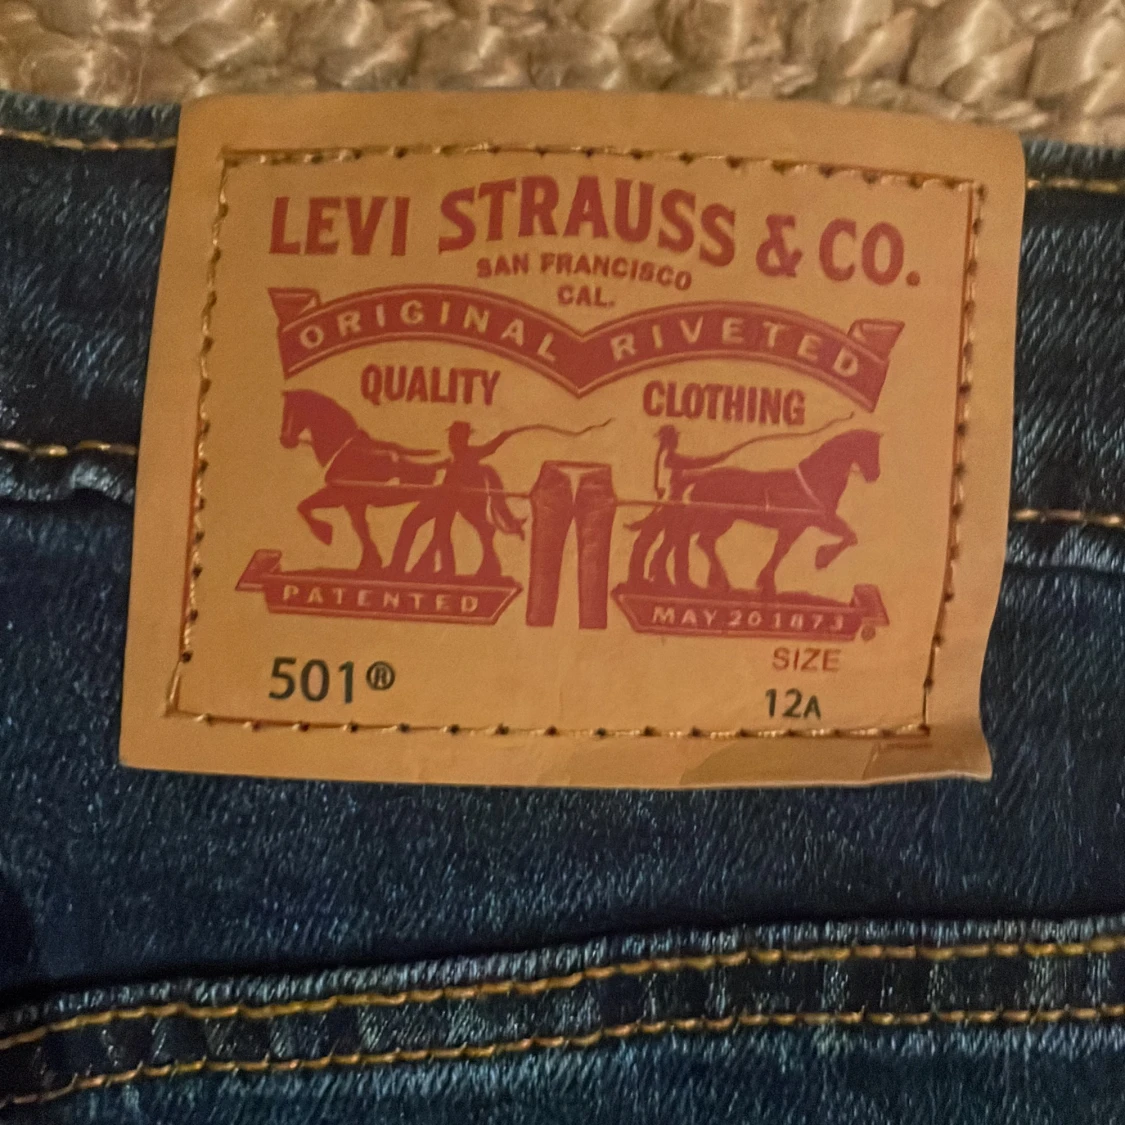 LEVI STRAUSS & CO.
SAN FRANCISCO
CAL.
ORIGINAL RIVETED
QUALITY CLOTHING
PATENTED MAY 20 1873
501®
SIZE
12A